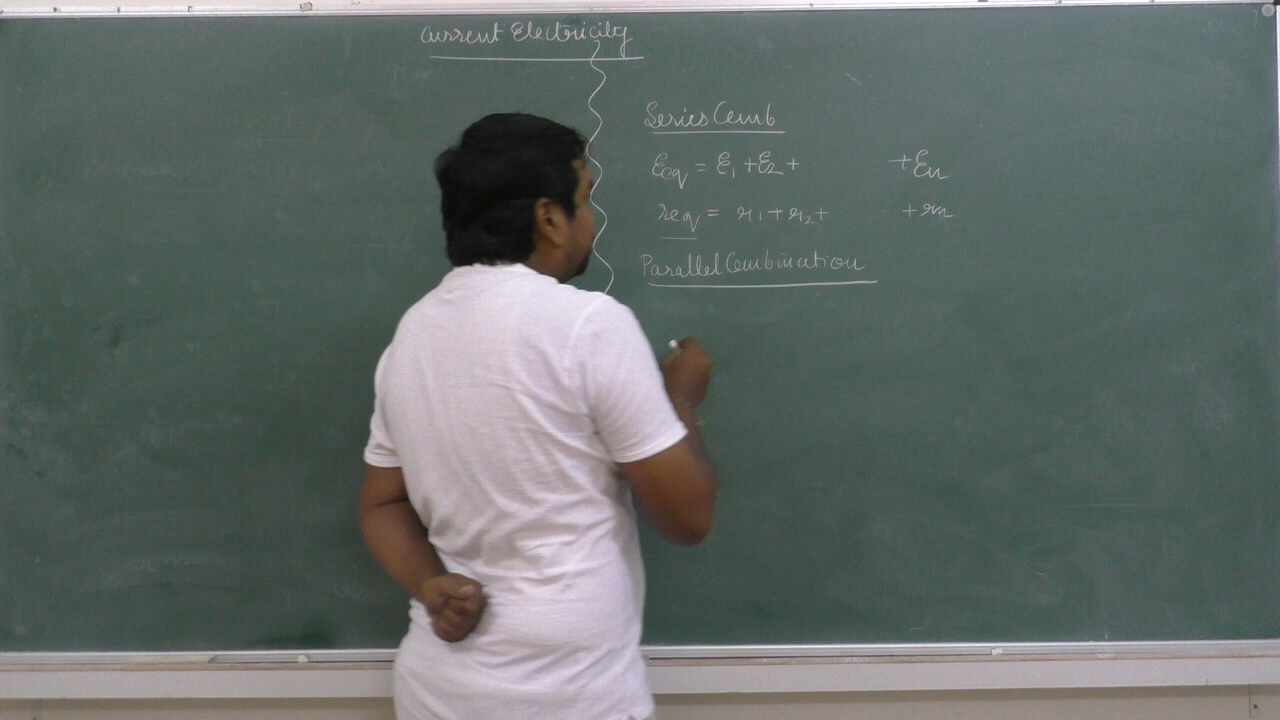 Current Electricity
Series Comb
Eeq = E1 + E2 + + En
req = r1 + r2 + + rn
Parallel Combination